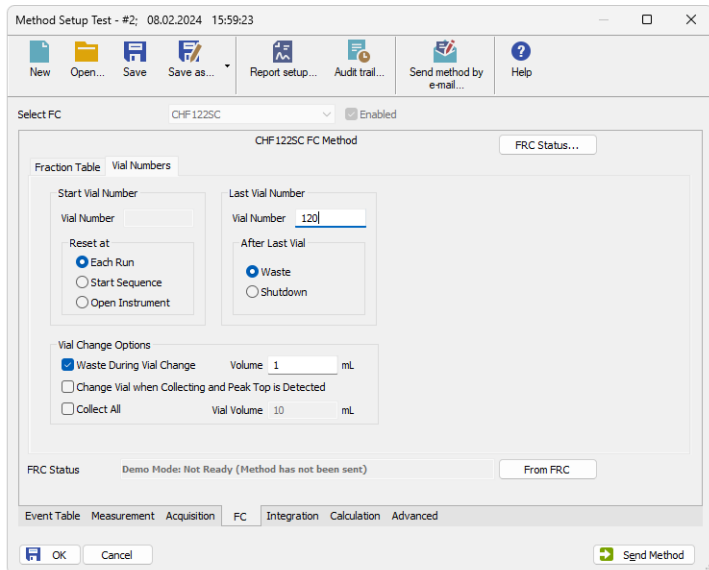 Method Setup Test - #2;   08.02.2024   15:59:23
New
Open...
Save
Save as...
Report setup...
Audit trail...
Send method by
e-mail...
Help
Select FC
CHF122SC
Enabled
CHF122SC FC Method
FRC Status...
Fraction Table
Vial Numbers
Start Vial Number
Vial Number
Reset at
Each Run
Start Sequence
Open Instrument
Last Vial Number
Vial Number
120
After Last Vial
Waste
Shutdown
Vial Change Options
Waste During Vial Change
Volume
1
mL
Change Vial when Collecting and Peak Top is Detected
Collect All
Vial Volume
10
mL
FRC Status
Demo Mode: Not Ready (Method has not been sent)
From FRC
Event Table
Measurement
Acquisition
FC
Integration
Calculation
Advanced
OK
Cancel
Send Method